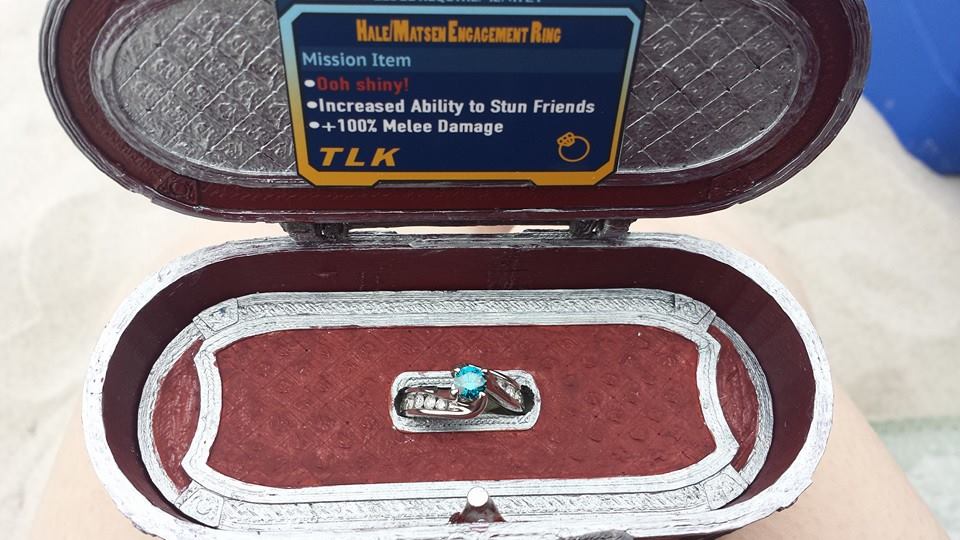 HALE/MATSEN ENGAGEMENT RING
Mission Item
•Ooh shiny!
•Increased Ability to Stun Friends
•+100% Melee Damage
TLK